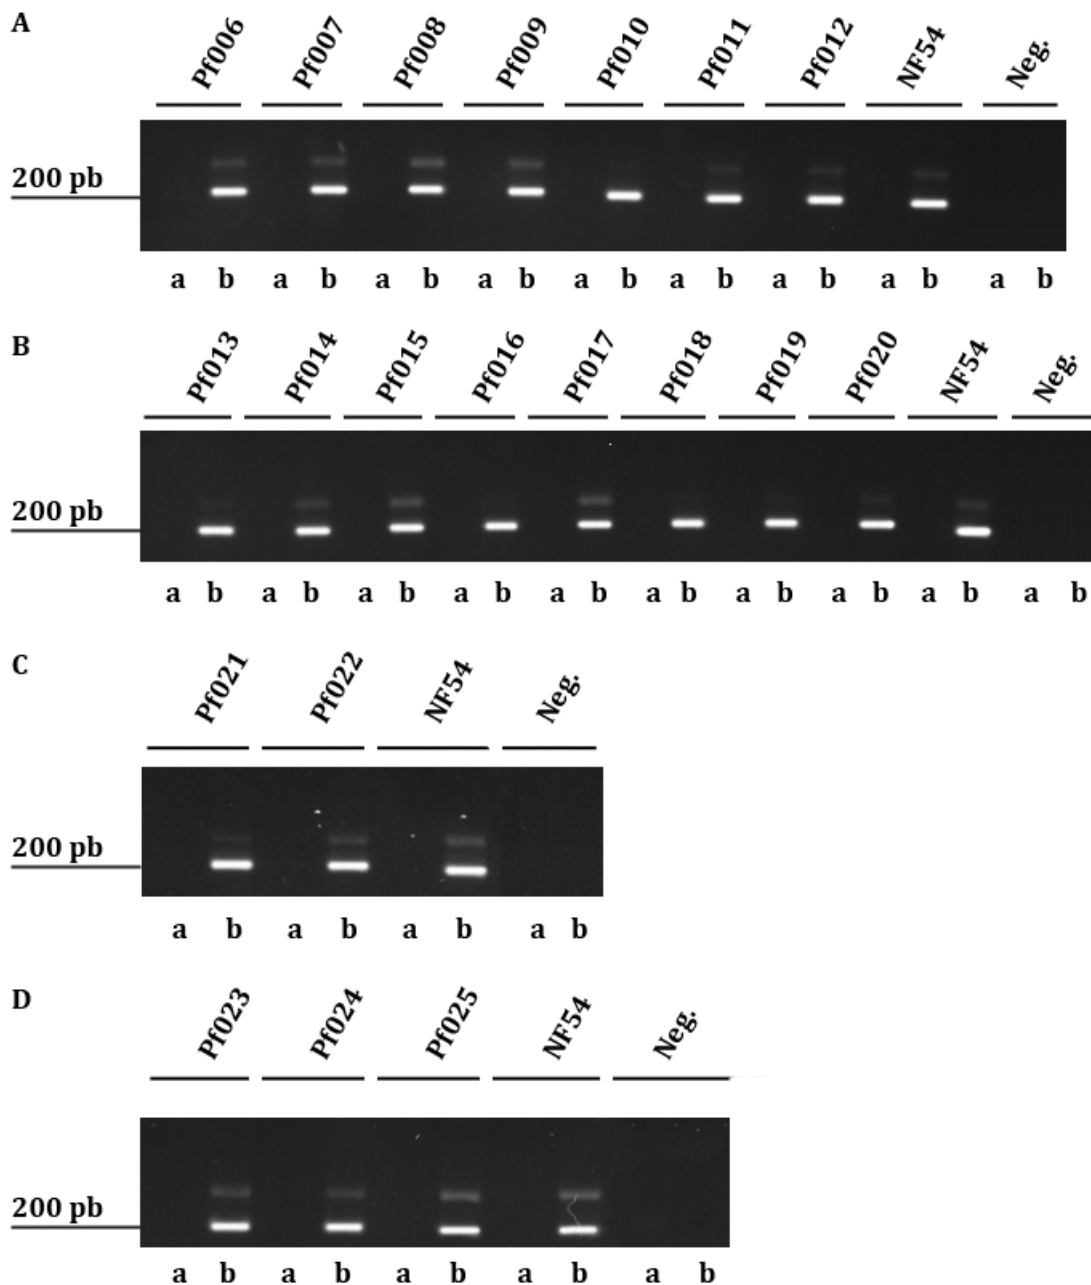 A
Pf006 Pf007 Pf008 Pf009 Pf010 Pf011 Pf012 NF54 Neg.
200 pb
a b a b a b a b a b a b a b a b a b
B
Pf013 Pf014 Pf015 Pf016 Pf017 Pf018 Pf019 Pf020 NF54 Neg.
200 pb
a b a b a b a b a b a b a b a b a b a b
C
Pf021 Pf022 NF54 Neg.
200 pb
a b a b a b a b
D
Pf023 Pf024 Pf025 NF54 Neg.
200 pb
a b a b a b a b a b